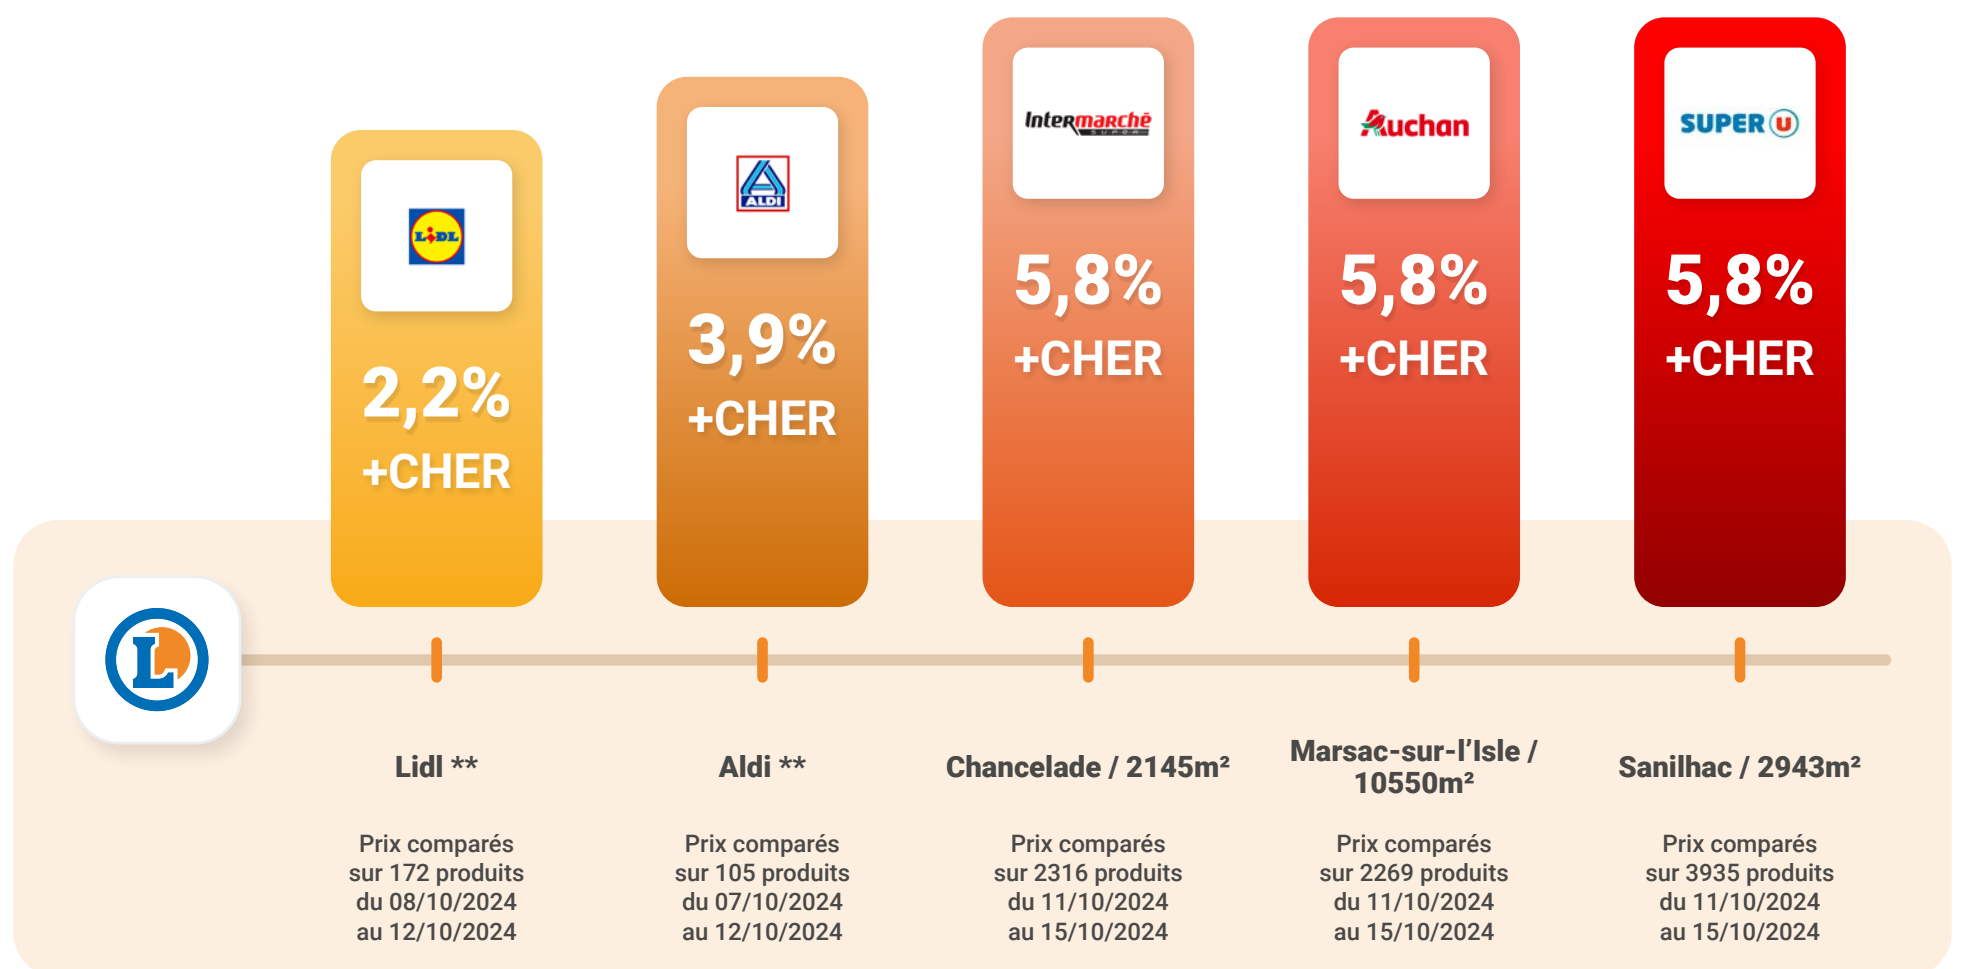 LIDL
2,2%
+CHER
ALDI
3,9%
+CHER
Intermarchē
SUPER
5,8%
+CHER
Auchan
5,8%
+CHER
SUPER U
5,8%
+CHER
L
Lidl **
Prix comparés
sur 172 produits
du 08/10/2024
au 12/10/2024
Aldi **
Prix comparés
sur 105 produits
du 07/10/2024
au 12/10/2024
Chancelade / 2145m²
Prix comparés
sur 2316 produits
du 11/10/2024
au 15/10/2024
Marsac-sur-l’Isle /
10550m²
Prix comparés
sur 2269 produits
du 11/10/2024
au 15/10/2024
Sanilhac / 2943m²
Prix comparés
sur 3935 produits
du 11/10/2024
au 15/10/2024